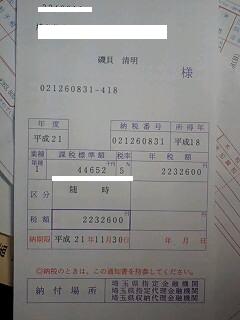 磯貝 清明
様
021260831-418
年度 納税番号 所得年
平成21 021260831 平成18
業種 課税標準額 税率 年税額
種1 44652 5 2232600
区分 随時
税額 2232600
納期限 平成 21年11月30日 年 月 日
◎納税のときは、この通知書を持参してください。
納付場所
埼玉県指定金融機関
埼玉県指定代理金融機関
埼玉県収納代理金融機関